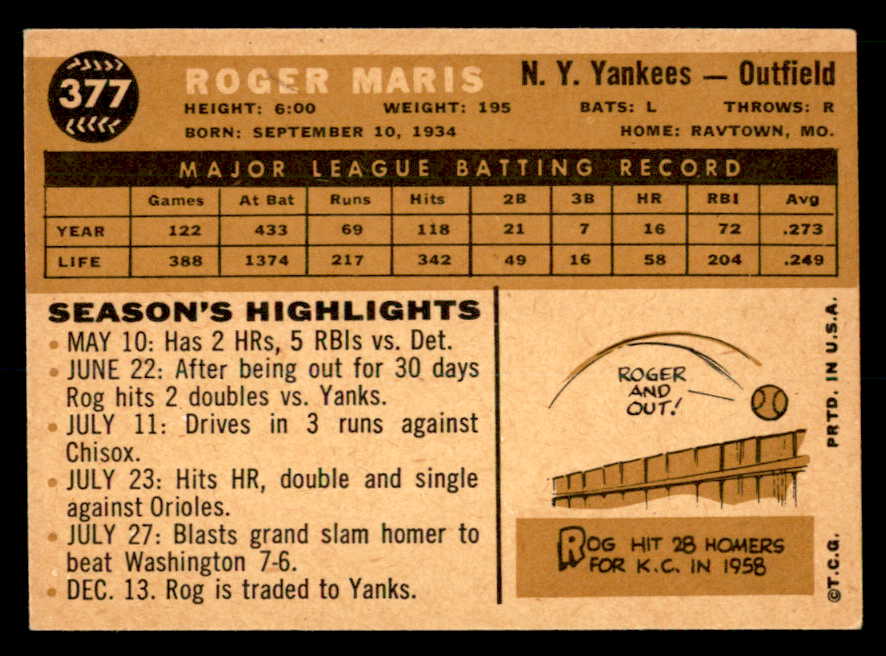 377
ROGER MARIS N. Y. Yankees — Outfield
HEIGHT: 6:00 WEIGHT: 195 BATS: L THROWS: R
BORN: SEPTEMBER 10, 1934 HOME: RAVTOWN, MO.
MAJOR LEAGUE BATTING RECORD
Games At Bat Runs Hits 2B 3B HR RBI Avg
YEAR 122 433 69 118 21 7 16 72 .273
LIFE 388 1374 217 342 49 16 58 204 .249
SEASON'S HIGHLIGHTS
• MAY 10: Has 2 HRs, 5 RBIs vs. Det.
• JUNE 22: After being out for 30 days
Rog hits 2 doubles vs. Yanks.
• JULY 11: Drives in 3 runs against
Chisox.
• JULY 23: Hits HR, double and single
against Orioles.
• JULY 27: Blasts grand slam homer to
beat Washington 7-6.
• DEC. 13. Rog is traded to Yanks.
ROGER
AND
OUT!
ROG HIT 28 HOMERS
FOR K.C. IN 1958
©T.C.G. PRTD. IN U.S.A.